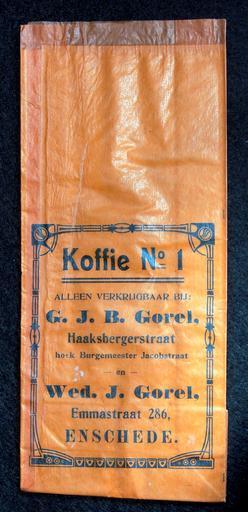 Koffie Nº 1
ALLEEN VERKRIJGBAAR BIJ:
G. J. B. Gorel,
Haaksbergerstraat
hoek Burgemeester Jacobstraat
— en —
Wed. J. Gorel,
Emmastraat 286,
ENSCHEDE.